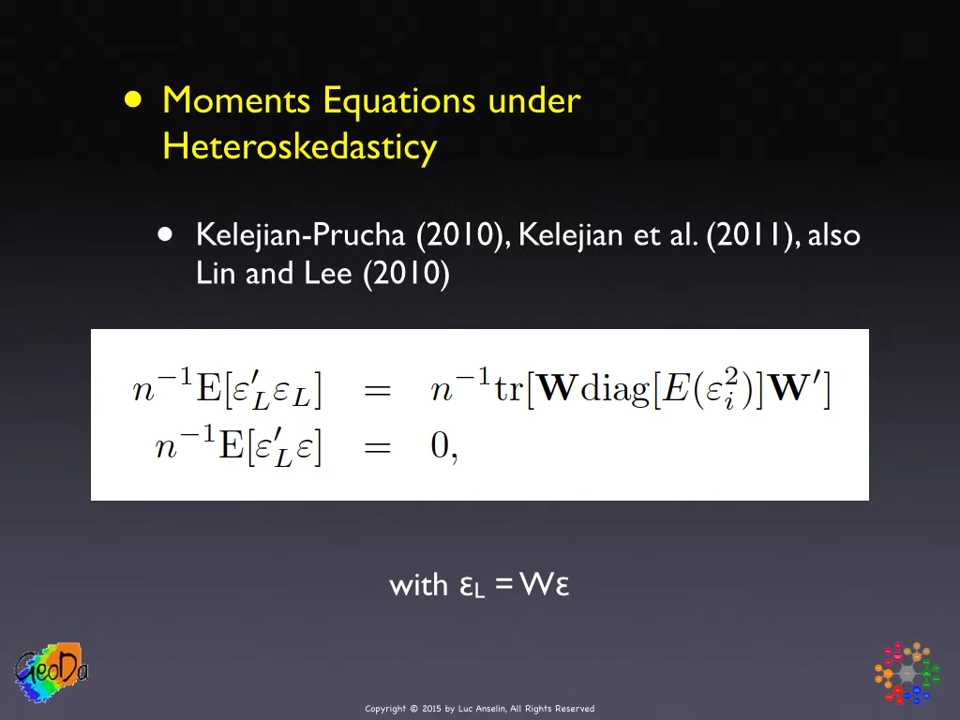 • Moments Equations under
Heteroskedasticy
• Kelejian-Prucha (2010), Kelejian et al. (2011), also
Lin and Lee (2010)
n⁻¹E[ε′_L ε_L] = n⁻¹tr[𝐖diag[E(ε_i²)]𝐖′]
n⁻¹E[ε′_L ε] = 0,
with ε_L = Wε
GeoDa
Copyright © 2015 by Luc Anselin, All Rights Reserved